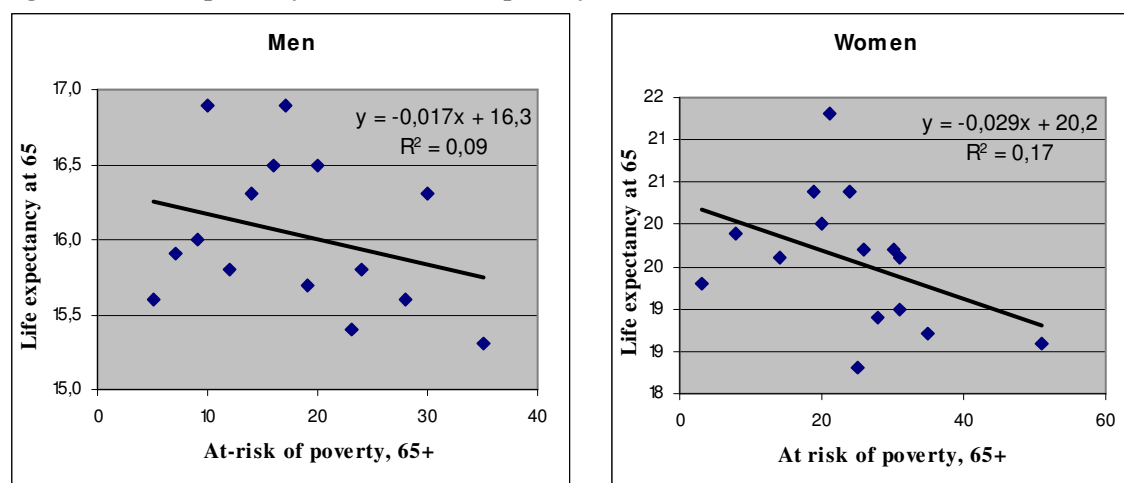 Men
Life expectancy at 65
17,0
16,5
16,0
15,5
15,0
y = -0,017x + 16,3
R² = 0,09
0 10 20 30 40
At-risk of poverty, 65+
Women
Life expectancy at 65
22
21
21
20
20
19
19
18
y = -0,029x + 20,2
R² = 0,17
0 20 40 60
At risk of poverty, 65+